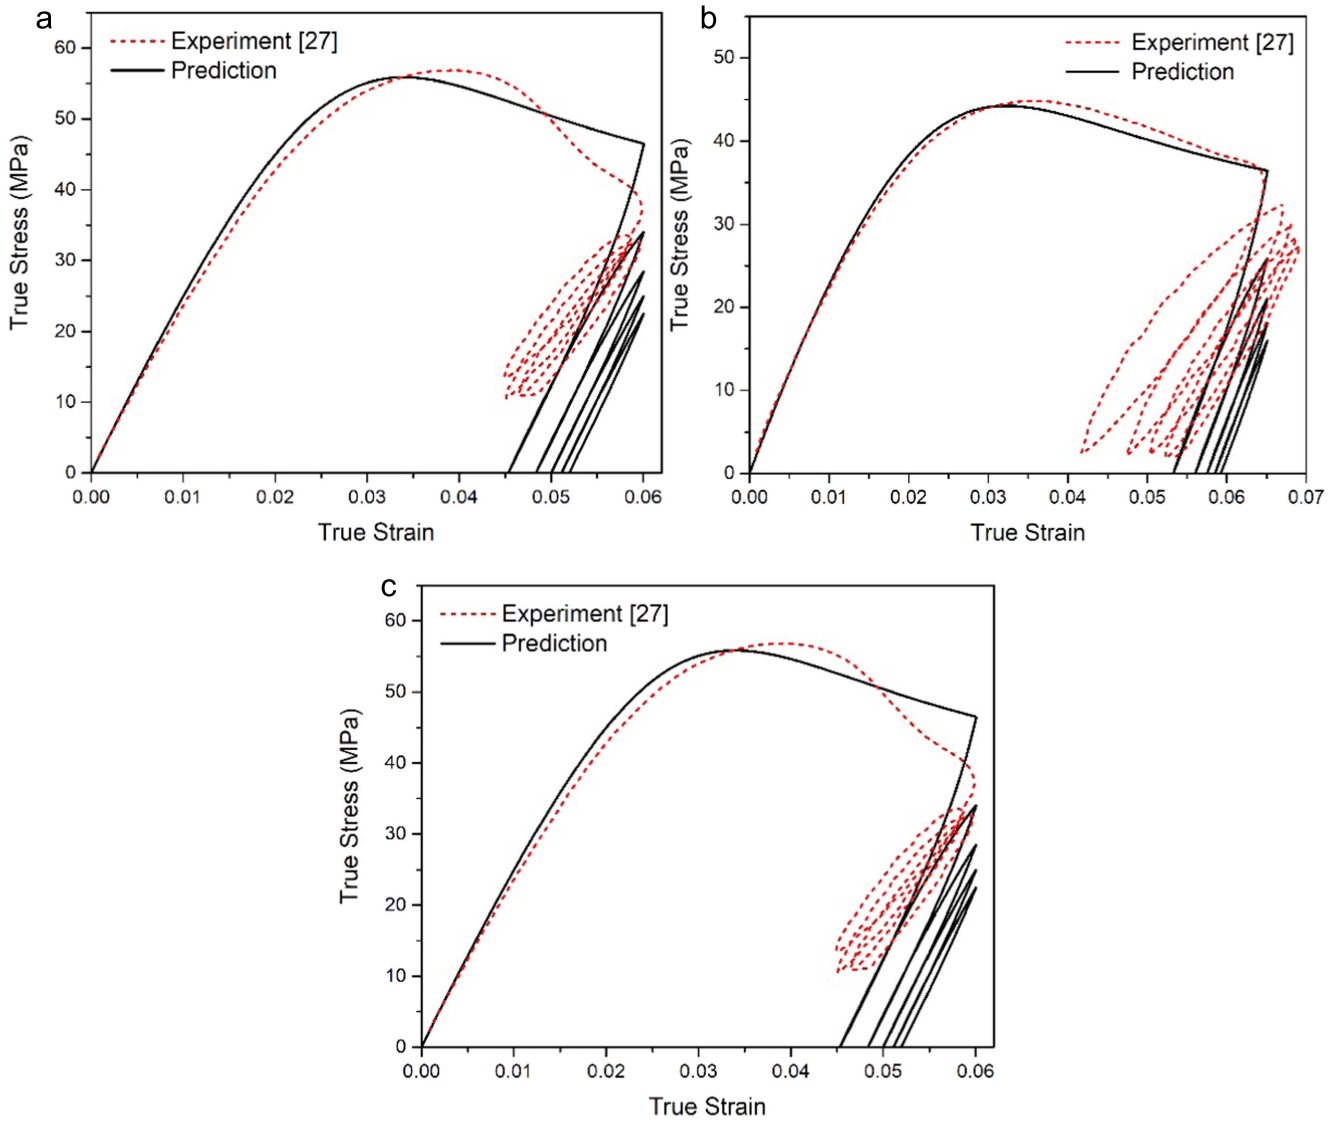 a
Experiment [27]
Prediction
60
50
40
30
20
10
0
True Stress (MPa)
0.00 0.01 0.02 0.03 0.04 0.05 0.06
True Strain
b
Experiment [27]
Prediction
50
40
30
20
10
0
True Stress (MPa)
0.00 0.01 0.02 0.03 0.04 0.05 0.06 0.07
True Strain
c
Experiment [27]
Prediction
60
50
40
30
20
10
0
True Stress (MPa)
0.00 0.01 0.02 0.03 0.04 0.05 0.06
True Strain